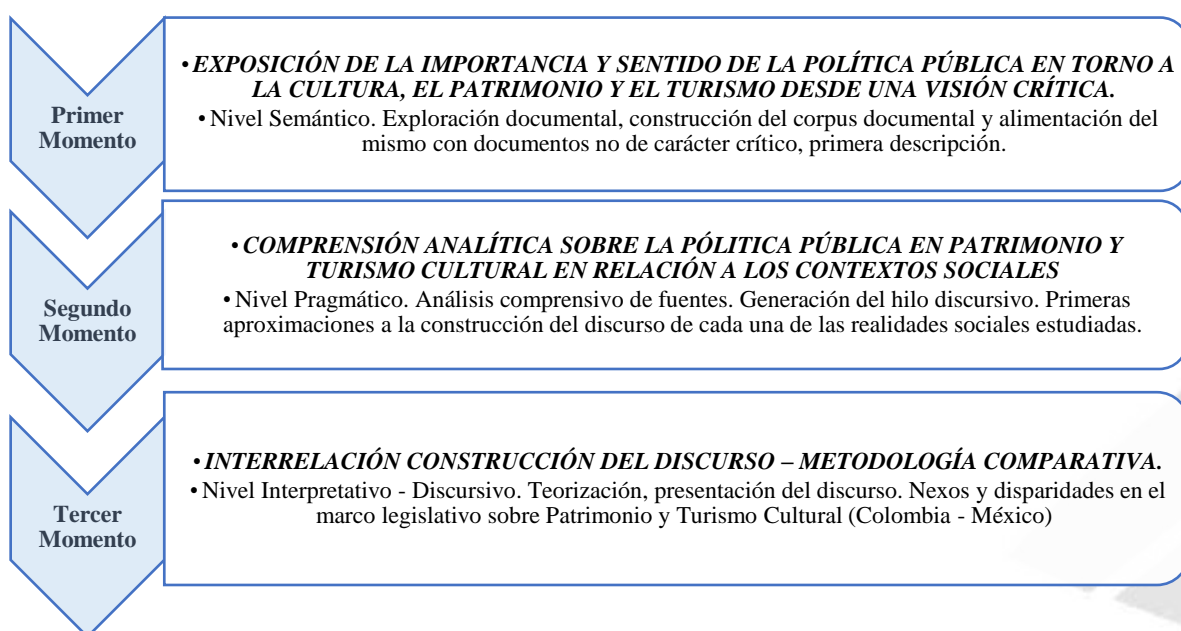 Primer
Momento
• EXPOSICIÓN DE LA IMPORTANCIA Y SENTIDO DE LA POLÍTICA PÚBLICA EN TORNO A
LA CULTURA, EL PATRIMONIO Y EL TURISMO DESDE UNA VISIÓN CRÍTICA.
• Nivel Semántico. Exploración documental, construcción del corpus documental y alimentación del
mismo con documentos no de carácter crítico, primera descripción.
Segundo
Momento
• COMPRENSIÓN ANALÍTICA SOBRE LA PÓLITICA PÚBLICA EN PATRIMONIO Y
TURISMO CULTURAL EN RELACIÓN A LOS CONTEXTOS SOCIALES
• Nivel Pragmático. Análisis comprensivo de fuentes. Generación del hilo discursivo. Primeras
aproximaciones a la construcción del discurso de cada una de las realidades sociales estudiadas.
Tercer
Momento
• INTERRELACIÓN CONSTRUCCIÓN DEL DISCURSO – METODOLOGÍA COMPARATIVA.
• Nivel Interpretativo - Discursivo. Teorización, presentación del discurso. Nexos y disparidades en el
marco legislativo sobre Patrimonio y Turismo Cultural (Colombia - México)